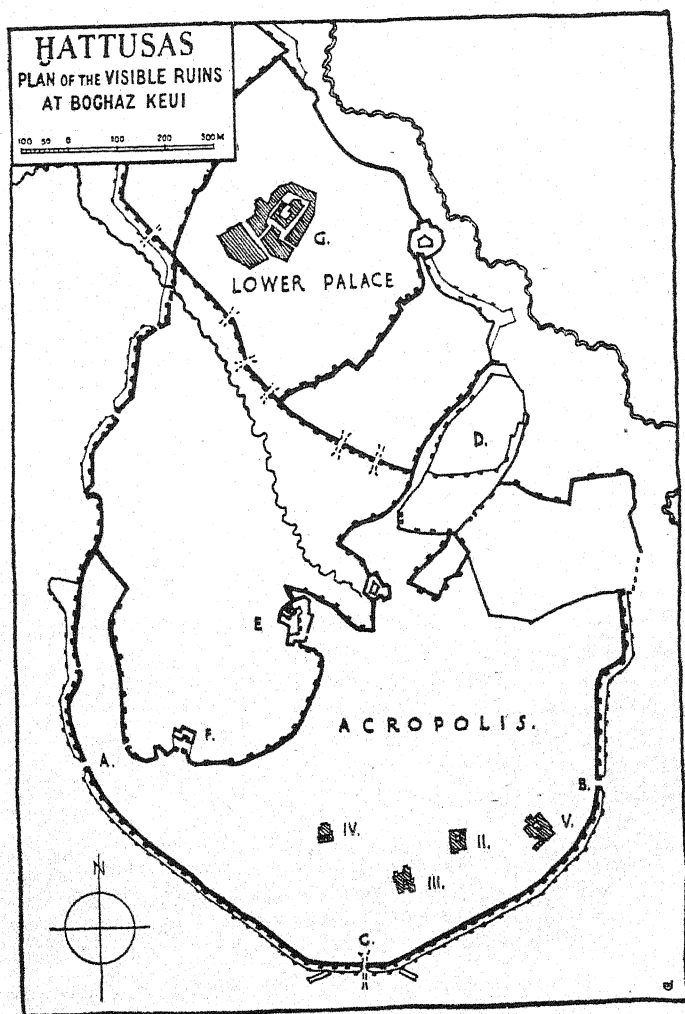 ḪATTUSAS
PLAN OF THE VISIBLE RUINS
AT BOGHAZ KEUI
100 50 0 100 200 300 M
G.
LOWER PALACE
D.
E
F.
ACROPOLIS.
A.
B.
IV.
II.
V.
III.
N
C.